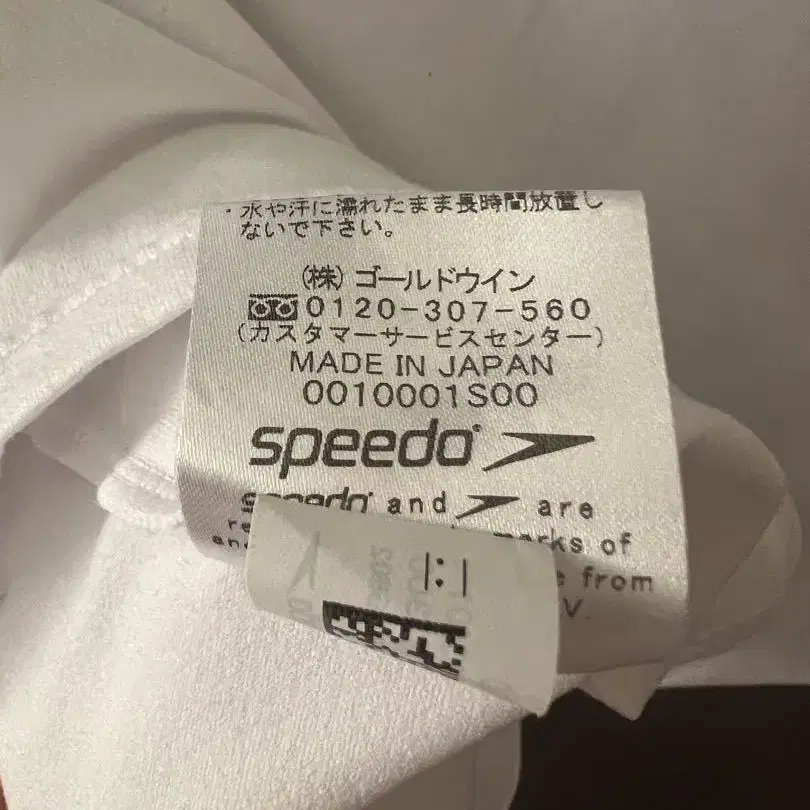 ・水や汗に濡れたまま長時間放置し
ないで下さい。
(株)ゴールドウイン
0120-307-560
(カスタマーサービスセンター)
MADE IN JAPAN
0010001S00
speedo
speedo and are
of
from
V.